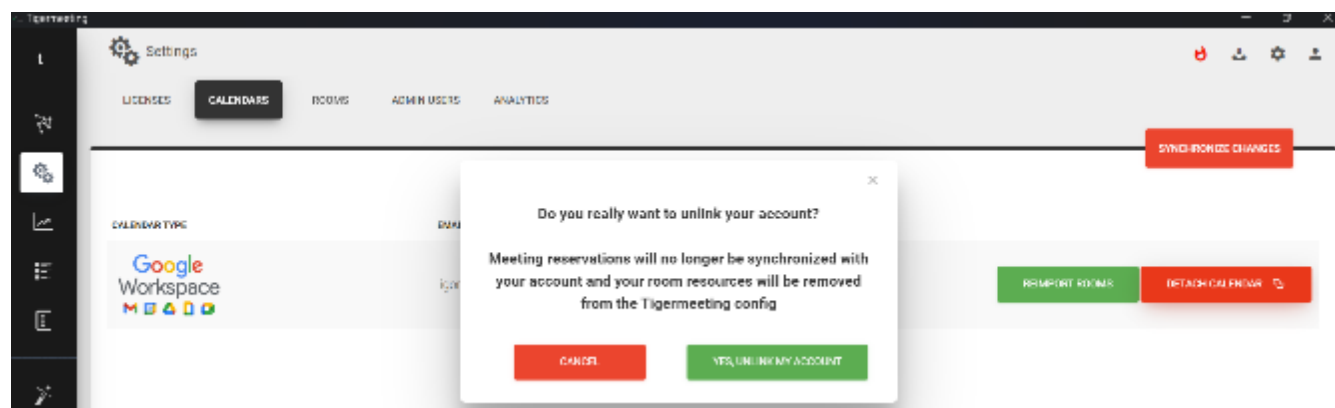 Tigermeeting
Settings
LICENSES CALENDARS ROOMS ADMIN USERS ANALYTICS
SYNCHRONIZE CHANGES
Do you really want to unlink your account?
CALENDAR TYPE
Meeting reservations will no longer be synchronized with
your account and your room resources will be removed
from the Tigermeeting config
Google
Workspace
REIMPORT ROOMS DETACH CALENDAR
CANCEL YES, UNLINK MY ACCOUNT